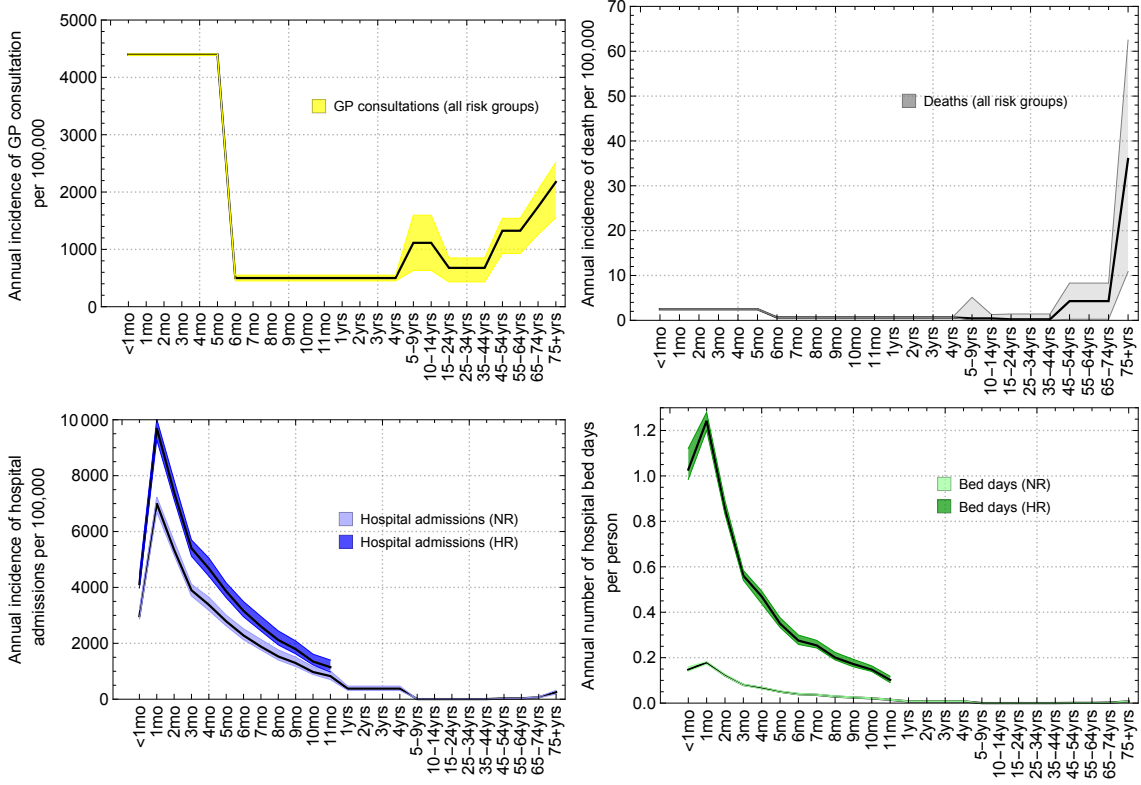 Annual incidence of GP consultation
per 100,000
5000
4000
3000
2000
1000
0
GP consultations (all risk groups)
<1mo
1mo
2mo
3mo
4mo
5mo
6mo
7mo
8mo
9mo
10mo
11mo
1yrs
2yrs
3yrs
4yrs
5-9yrs
10-14yrs
15-24yrs
25-34yrs
35-44yrs
45-54yrs
55-64yrs
65-74yrs
75+yrs
Annual incidence of death per 100,000
70
60
50
40
30
20
10
0
Deaths (all risk groups)
<1mo
1mo
2mo
3mo
4mo
5mo
6mo
7mo
8mo
9mo
10mo
11mo
1yrs
2yrs
3yrs
4yrs
5-9yrs
10-14yrs
15-24yrs
25-34yrs
35-44yrs
45-54yrs
55-64yrs
65-74yrs
75+yrs
Annual incidence of hospital
admissions per 100,000
10000
8000
6000
4000
2000
0
Hospital admissions (NR)
Hospital admissions (HR)
<1mo
1mo
2mo
3mo
4mo
5mo
6mo
7mo
8mo
9mo
10mo
11mo
1yrs
2yrs
3yrs
4yrs
5-9yrs
10-14yrs
15-24yrs
25-34yrs
35-44yrs
45-54yrs
55-64yrs
65-74yrs
75+yrs
Annual number of hospital bed days
per person
1.2
1.0
0.8
0.6
0.4
0.2
0.0
Bed days (NR)
Bed days (HR)
<1mo
1mo
2mo
3mo
4mo
5mo
6mo
7mo
8mo
9mo
10mo
11mo
1yrs
2yrs
3yrs
4yrs
5-9yrs
10-14yrs
15-24yrs
25-34yrs
35-44yrs
45-54yrs
55-64yrs
65-74yrs
75+yrs